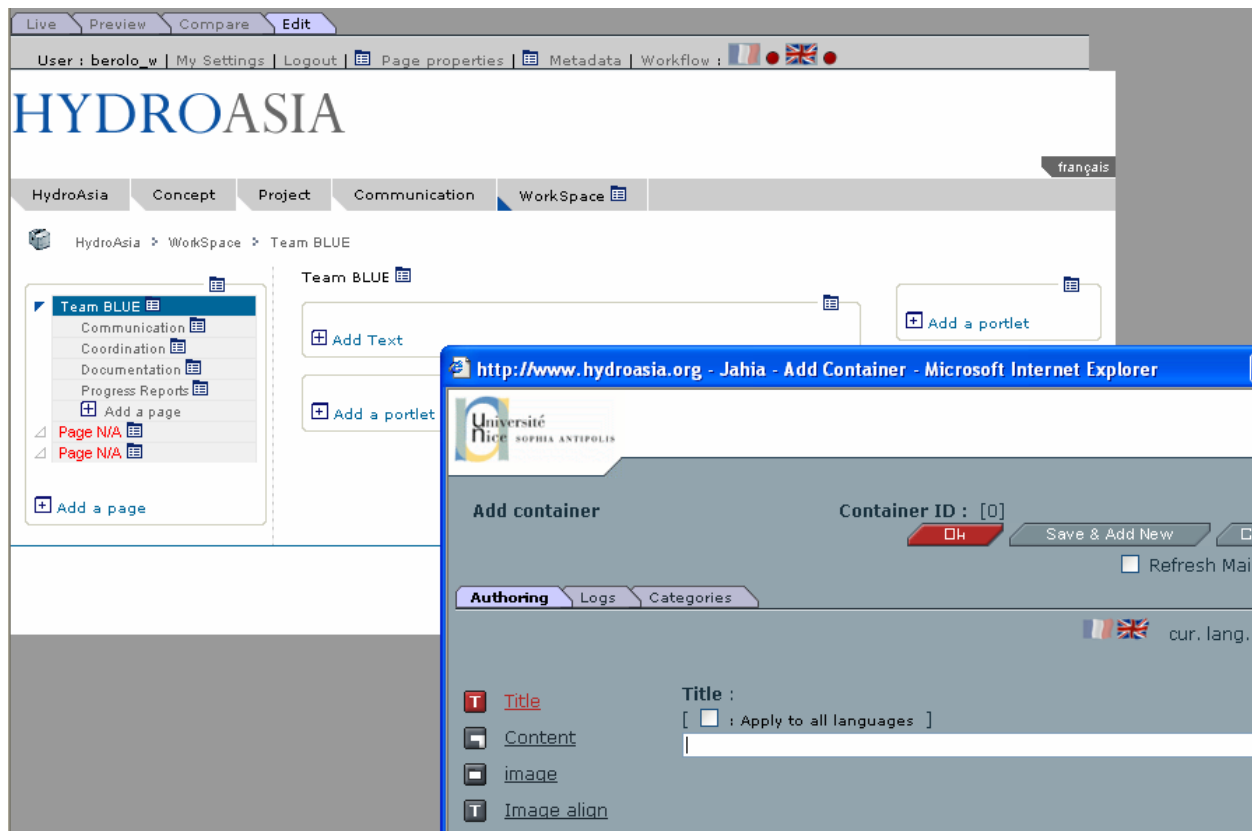 Live Preview Compare Edit
User : berolo_w | My Settings | Logout | Page properties | Metadata | Workflow :
HYDROASIA
français
HydroAsia Concept Project Communication WorkSpace
HydroAsia > WorkSpace > Team BLUE
Team BLUE
Team BLUE
Communication
Coordination
Documentation
Progress Reports
Add a page
Page N/A
Page N/A
Add a page
Add Text
Add a portlet
Add a portlet
http://www.hydroasia.org - Jahia - Add Container - Microsoft Internet Explorer
Université
Nice SOPHIA ANTIPOLIS
Add container Container ID : [0]
Ok Save & Add New
Refresh Mai
Authoring Logs Categories
cur. lang.
Title
Content
image
Image align
Title :
[ : Apply to all languages ]